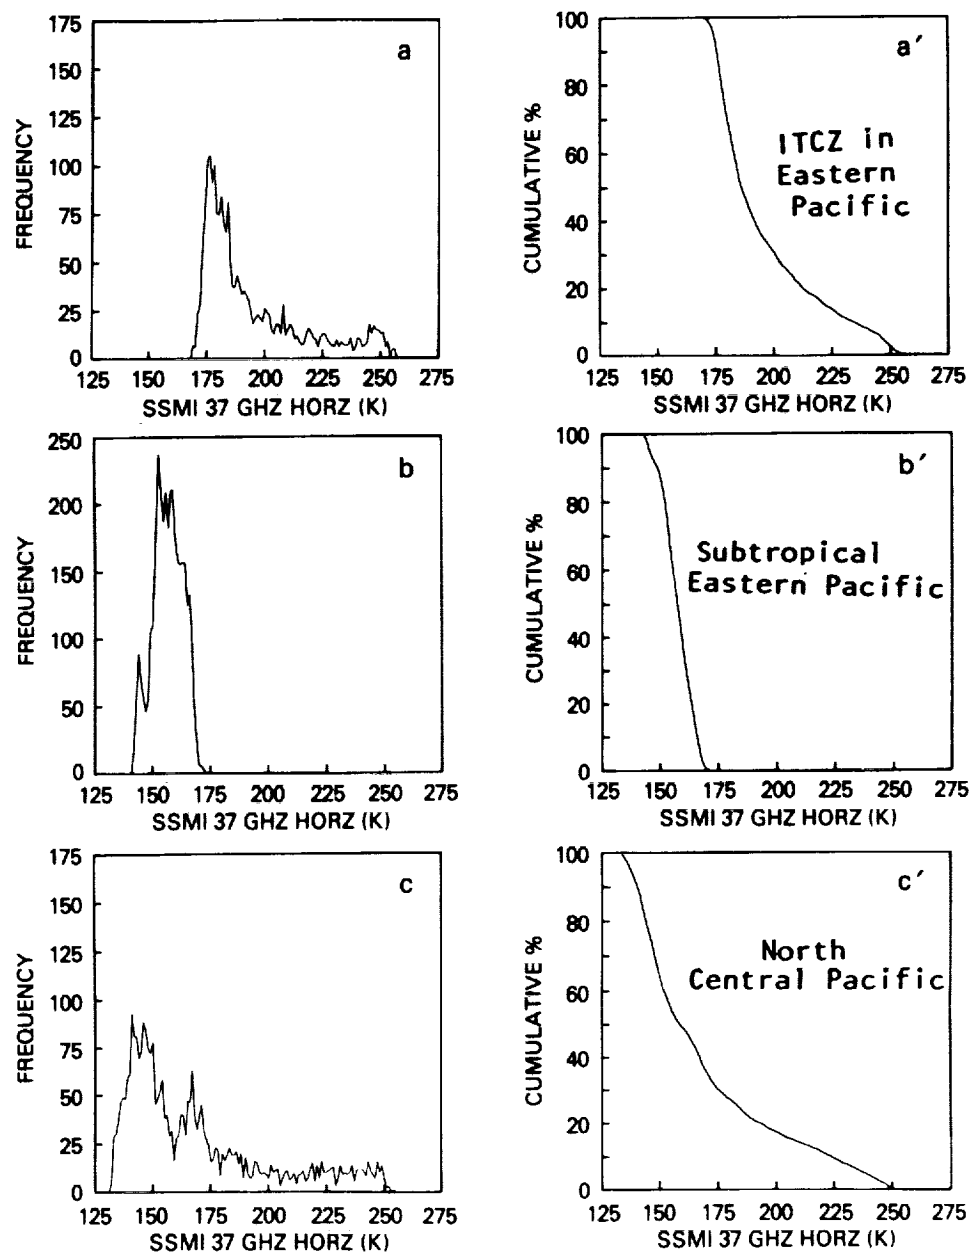 a
FREQUENCY
175
150
125
100
75
50
25
0
125 150 175 200 225 250 275
SSMI 37 GHZ HORZ (K)
a′
ITCZ in
Eastern
Pacific
CUMULATIVE %
100
80
60
40
20
0
125 150 175 200 225 250 275
SSMI 37 GHZ HORZ (K)
b
FREQUENCY
250
200
150
100
50
0
125 150 175 200 225 250 275
SSMI 37 GHZ HORZ (K)
b′
Subtropical
Eastern Pacific
CUMULATIVE %
100
80
60
40
20
0
125 150 175 200 225 250 275
SSMI 37 GHZ HORZ (K)
c
FREQUENCY
175
150
125
100
75
50
25
0
125 150 175 200 225 250 275
SSMI 37 GHZ HORZ (K)
c′
North
Central Pacific
CUMULATIVE %
100
80
60
40
20
0
125 150 175 200 225 250 275
SSMI 37 GHZ HORZ (K)